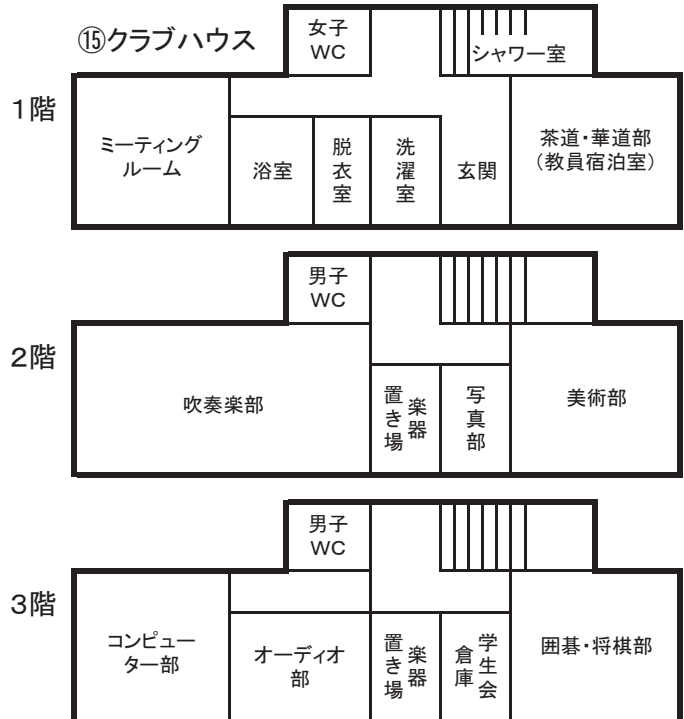 ⑮クラブハウス
1階
女子
WC
シャワー室
ミーティング
ルーム
浴室
脱衣室
洗濯室
玄関
茶道・華道部
（教員宿泊室）
2階
男子
WC
吹奏楽部
楽器
置き場
写真部
美術部
3階
男子
WC
コンピュー
ター部
オーディオ
部
楽器
置き場
学生会
倉庫
囲碁・将棋部